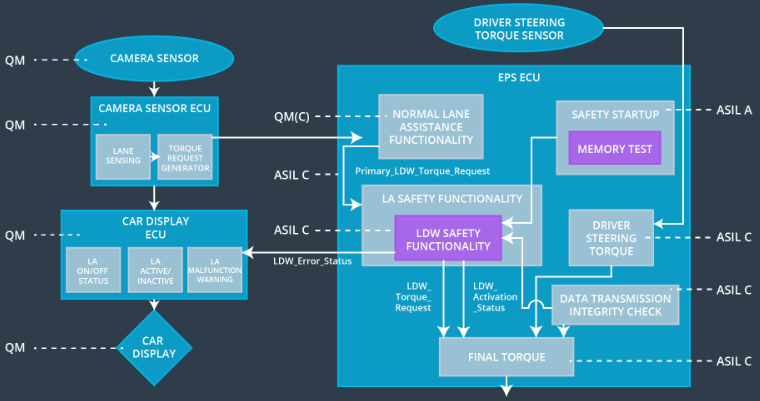 DRIVER STEERING
TORQUE SENSOR
QM
CAMERA SENSOR
EPS ECU
CAMERA SENSOR ECU
QM
LANE
SENSING
TORQUE
REQUEST
GENERATOR
QM(C)
NORMAL LANE
ASSISTANCE
FUNCTIONALITY
SAFETY STARTUP
MEMORY TEST
ASIL A
ASIL C
Primary_LDW_Torque_Request
LA SAFETY FUNCTIONALITY
ASIL C
LDW SAFETY
FUNCTIONALITY
DRIVER
STEERING
TORQUE
ASIL C
QM
CAR DISPLAY
ECU
LA
ON/OFF
STATUS
LA
ACTIVE/
INACTIVE
LA
MALFUNCTION
WARNING
LDW_Error_Status
LDW_
Torque_
Request
LDW_
Activation
_Status
DATA TRANSMISSION
INTEGRITY CHECK
ASIL C
QM
CAR
DISPLAY
FINAL TORQUE
ASIL C